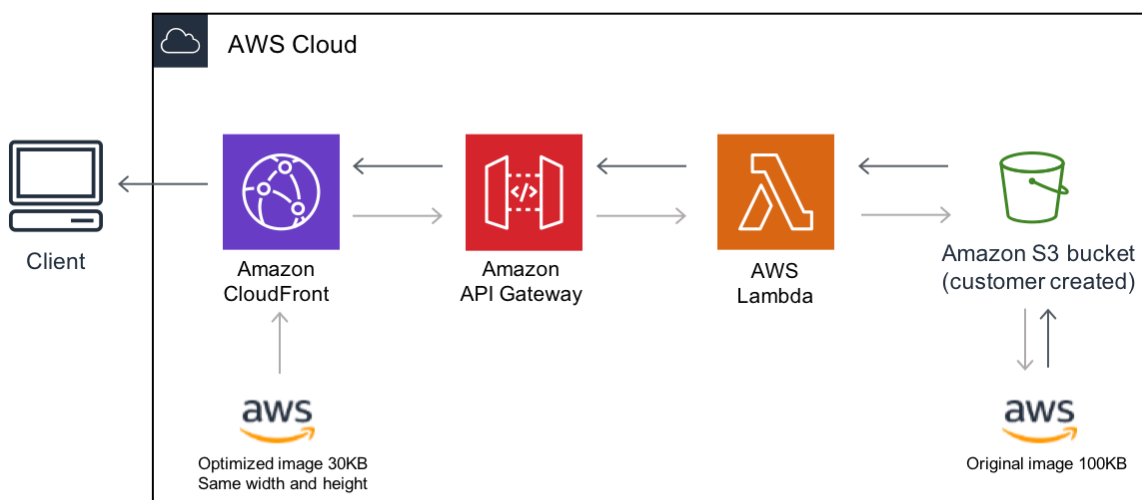 AWS Cloud
Client
Amazon
CloudFront
Amazon
API Gateway
AWS
Lambda
Amazon S3 bucket
(customer created)
aws
Optimized image 30KB
Same width and height
aws
Original image 100KB